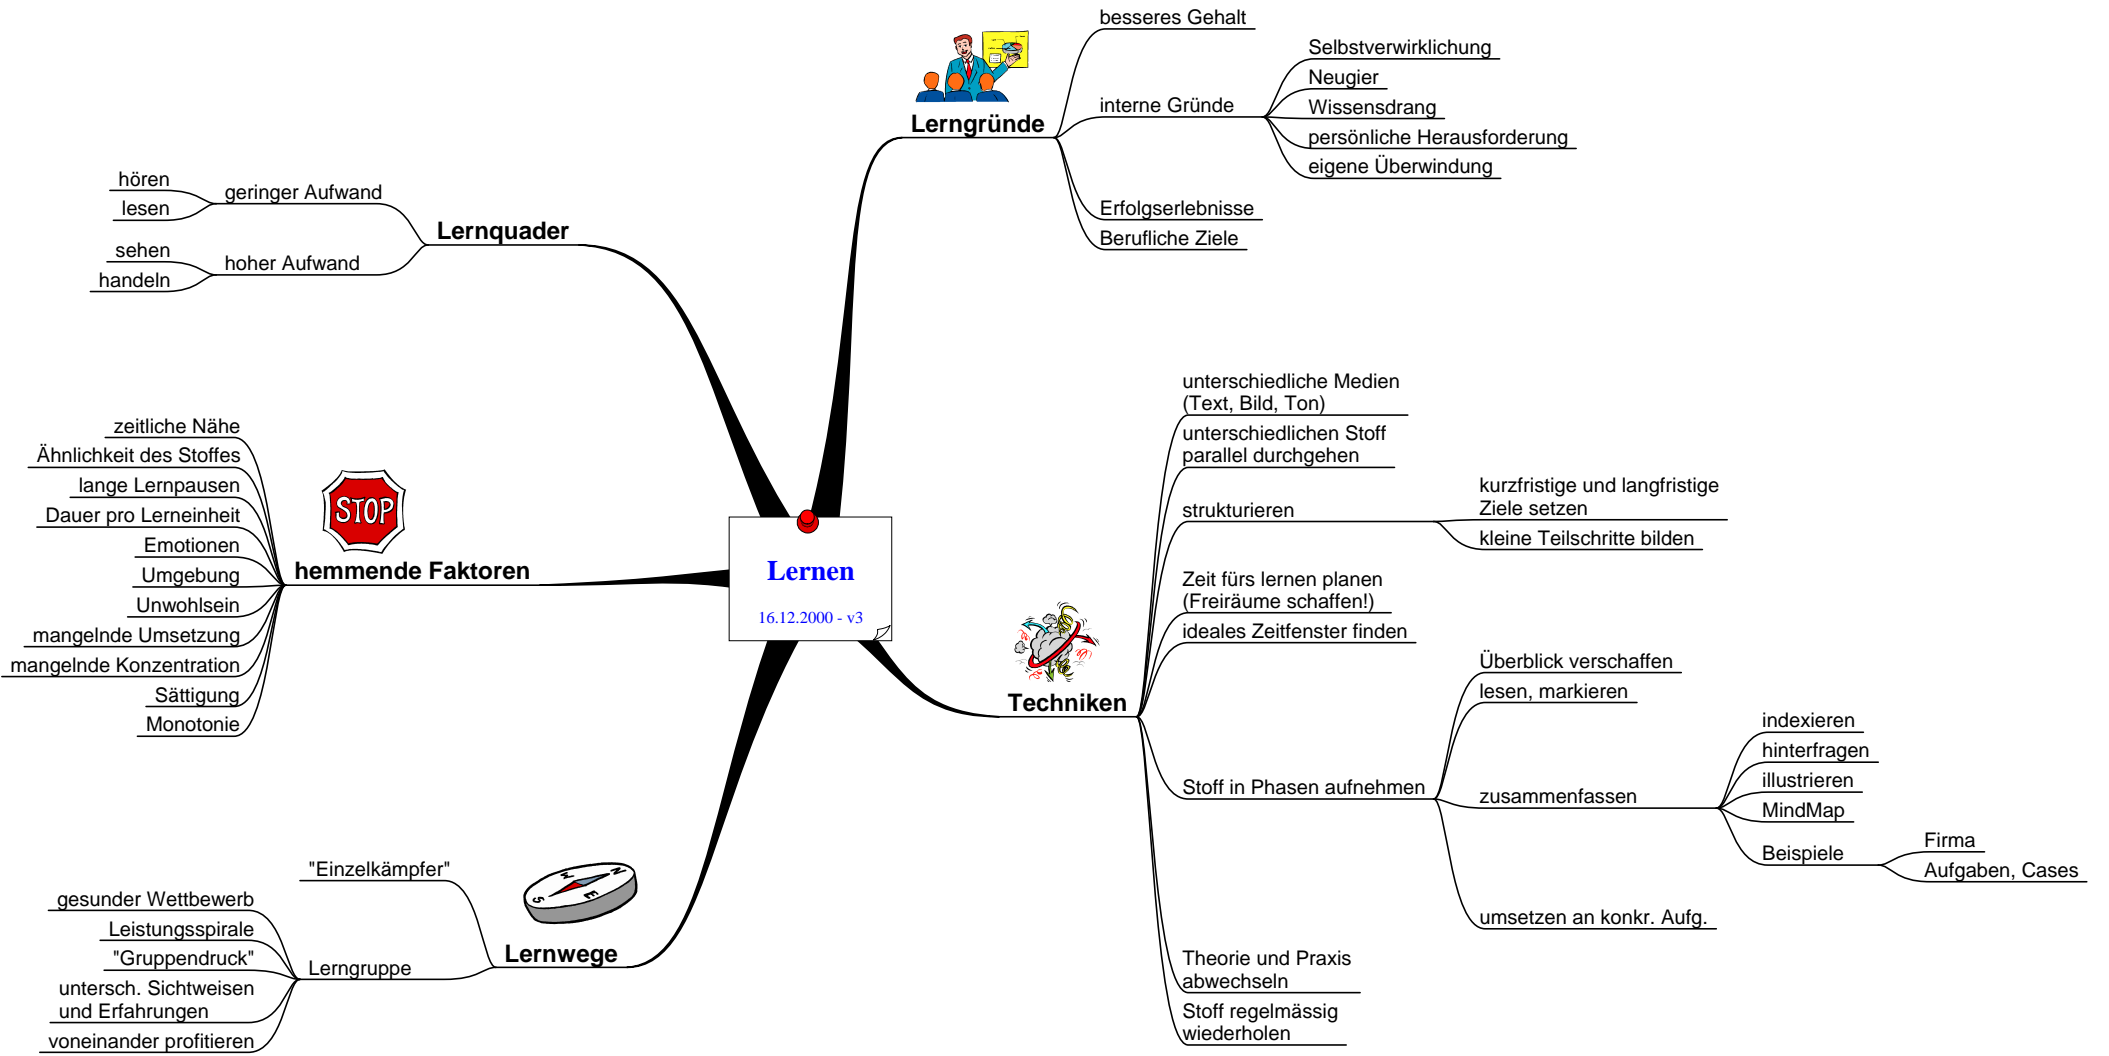 Lernen
16.12.2000 - v3
Lerngründe
besseres Gehalt
interne Gründe
Selbstverwirklichung
Neugier
Wissensdrang
persönliche Herausforderung
eigene Überwindung
Erfolgserlebnisse
Berufliche Ziele
Techniken
unterschiedliche Medien
(Text, Bild, Ton)
unterschiedlichen Stoff
parallel durchgehen
strukturieren
kurzfristige und langfristige
Ziele setzen
kleine Teilschritte bilden
Zeit fürs lernen planen
(Freiräume schaffen!)
ideales Zeitfenster finden
Stoff in Phasen aufnehmen
Überblick verschaffen
lesen, markieren
zusammenfassen
indexieren
hinterfragen
illustrieren
MindMap
Beispiele
Firma
Aufgaben, Cases
umsetzen an konkr. Aufg.
Theorie und Praxis
abwechseln
Stoff regelmässig
wiederholen
Lernwege
"Einzelkämpfer"
Lerngruppe
gesunder Wettbewerb
Leistungsspirale
"Gruppendruck"
untersch. Sichtweisen
und Erfahrungen
voneinander profitieren
N
W
E
S
STOP
hemmende Faktoren
zeitliche Nähe
Ähnlichkeit des Stoffes
lange Lernpausen
Dauer pro Lerneinheit
Emotionen
Umgebung
Unwohlsein
mangelnde Umsetzung
mangelnde Konzentration
Sättigung
Monotonie
Lernquader
geringer Aufwand
hören
lesen
hoher Aufwand
sehen
handeln